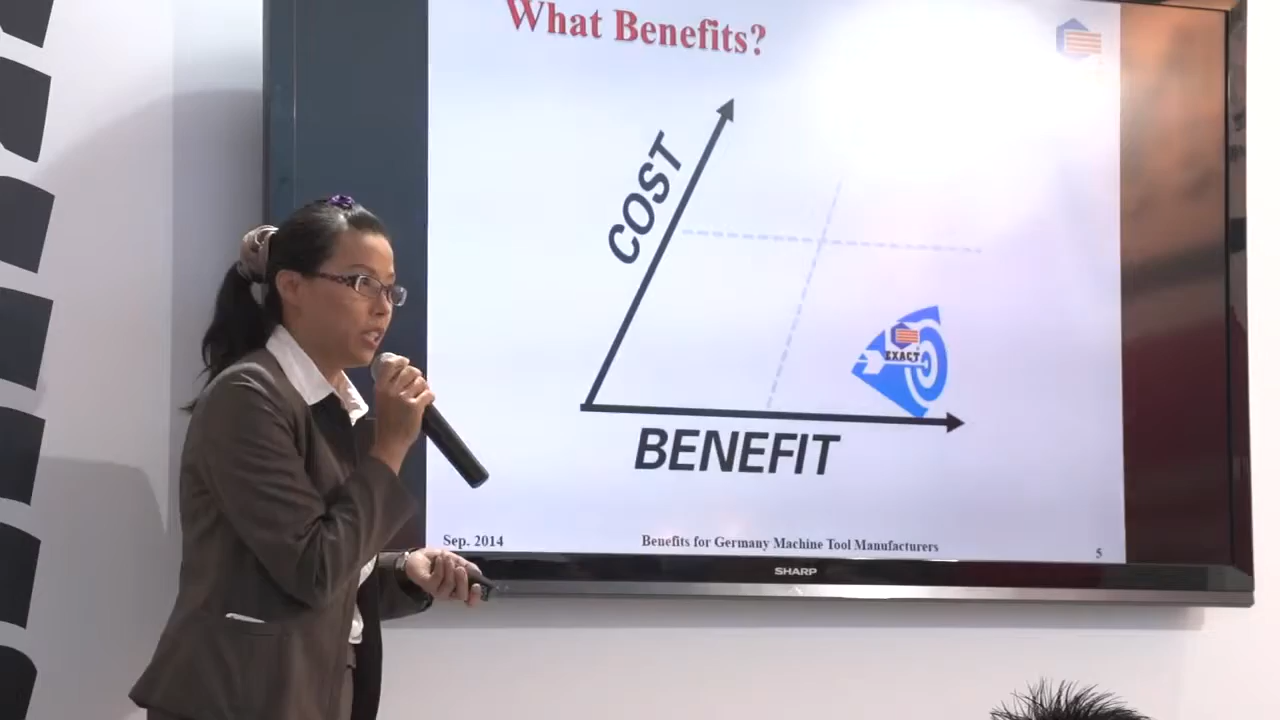 What Benefits?
COST
EXACT
BENEFIT
Sep. 2014
Benefits for Germany Machine Tool Manufacturers
5
SHARP